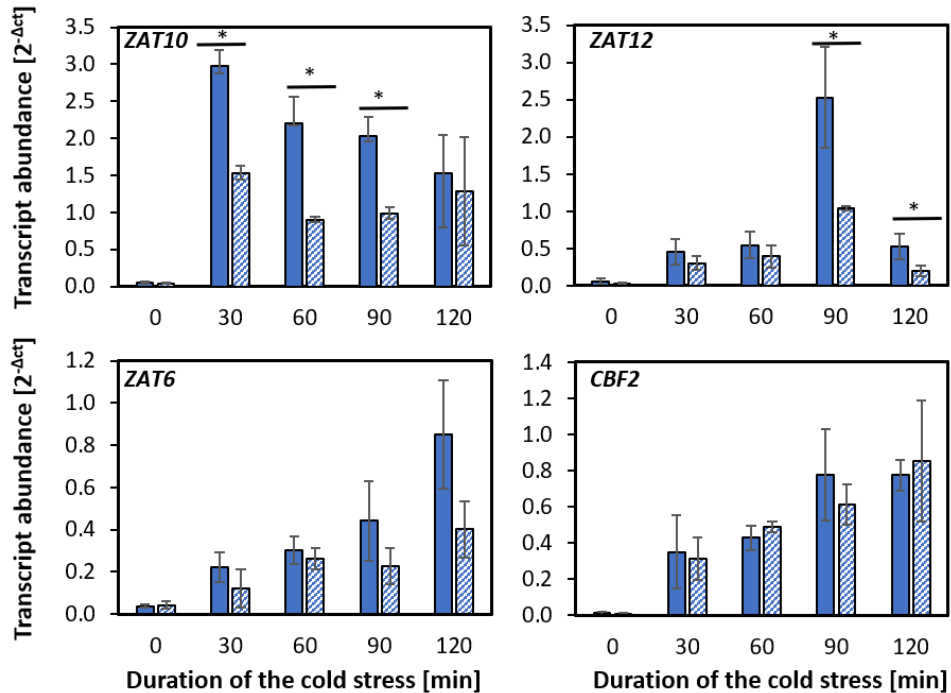 Transcript abundance [2^-Δct]
ZAT10
*
*
*
3.5
3.0
2.5
2.0
1.5
1.0
0.5
0.0
0 30 60 90 120
Transcript abundance [2^-Δct]
ZAT12
*
*
3.5
3.0
2.5
2.0
1.5
1.0
0.5
0.0
0 30 60 90 120
Transcript abundance [2^-Δct]
ZAT6
1.2
1.0
0.8
0.6
0.4
0.2
0.0
0 30 60 90 120
Duration of the cold stress [min]
CBF2
1.4
1.2
1.0
0.8
0.6
0.4
0.2
0.0
0 30 60 90 120
Duration of the cold stress [min]